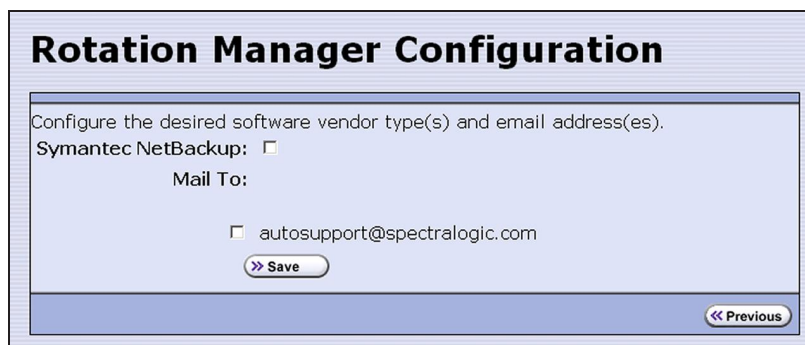 Rotation Manager Configuration
Configure the desired software vendor type(s) and email address(es).
Symantec NetBackup:
Mail To:
autosupport@spectralogic.com
Save
Previous